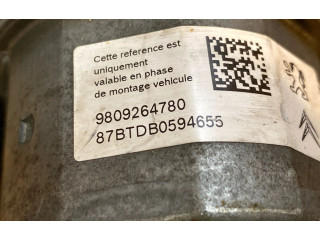 Cette reference est
uniquement
valable en phase
de montage vehicule
9809264780
87BTDB0594655